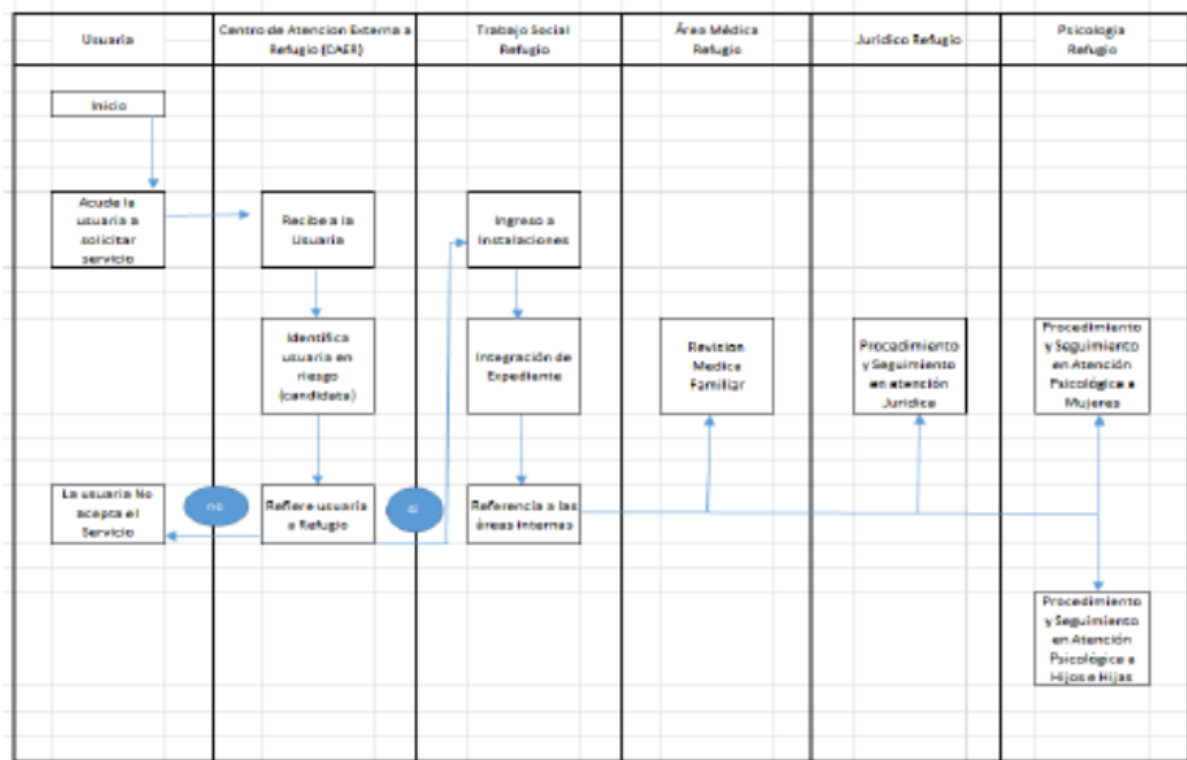 Usuaria
Centro de Atencion Externa a
Refugio (CAER)
Trabajo Social
Refugio
Área Médica
Refugio
Juridico Refugio
Psicologia
Refugio
Inicio
Acude la
usuaria a
solicitar
servicio
Recibe a la
Usuaria
Ingreso a
Instalaciones
Identifica
usuaria en
riesgo
(candidata)
Integración de
Expediente
Revision
Medica
Familiar
Procedimiento
y Seguimiento
en atención
Juridica
Procedimiento
y Seguimiento
en Atención
Psicológica a
Mujeres
La usuaria No
acepta el
Servicio
no
Refiere usuaria
a Refugio
si
Referencia a las
áreas internas
Procedimiento
y Seguimiento
en Atención
Psicológica a
Hijos e Hijas